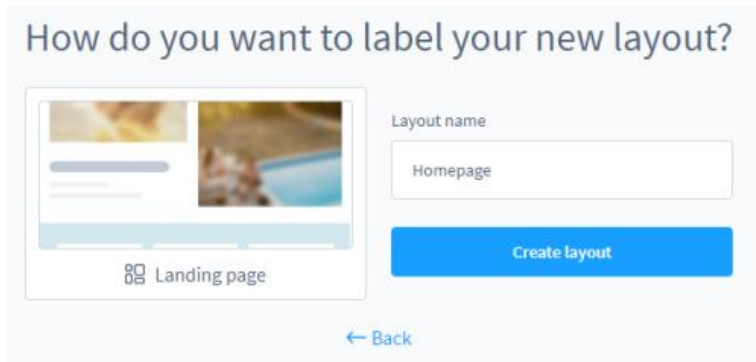 How do you want to label your new layout?
Layout name
Homepage
Create layout
Landing page
← Back